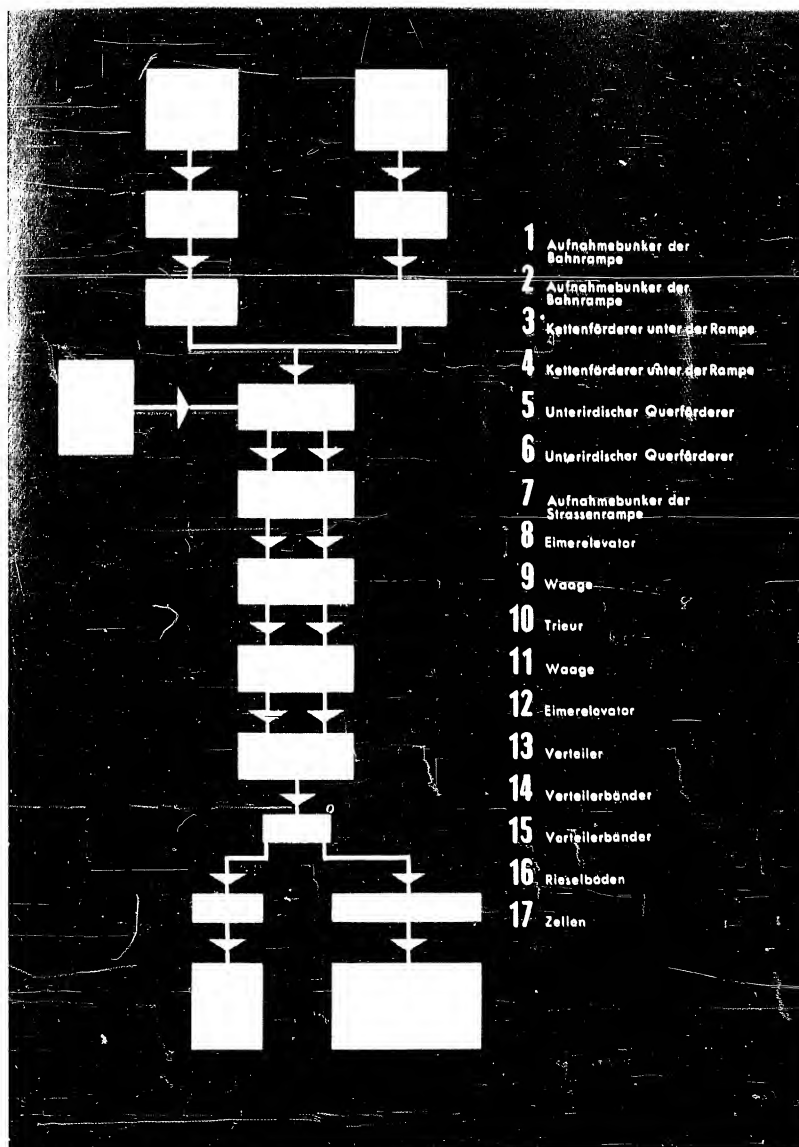 1 Aufnahmebunker der
Bahnrampe
2 Aufnahmebunker der
Bahnrampe
3 Kettenförderer unter der Rampe
4 Kettenförderer unter der Rampe
5 Unterirdischer Querförderer
6 Unterirdischer Querförderer
7 Aufnahmebunker der
Strassenrampe
8 Eimerelevator
9 Waage
10 Trieur
11 Waage
12 Eimerelevator
13 Verteiler
14 Verteilerbänder
15 Verteilerbänder
16 Rieselböden
17 Zellen